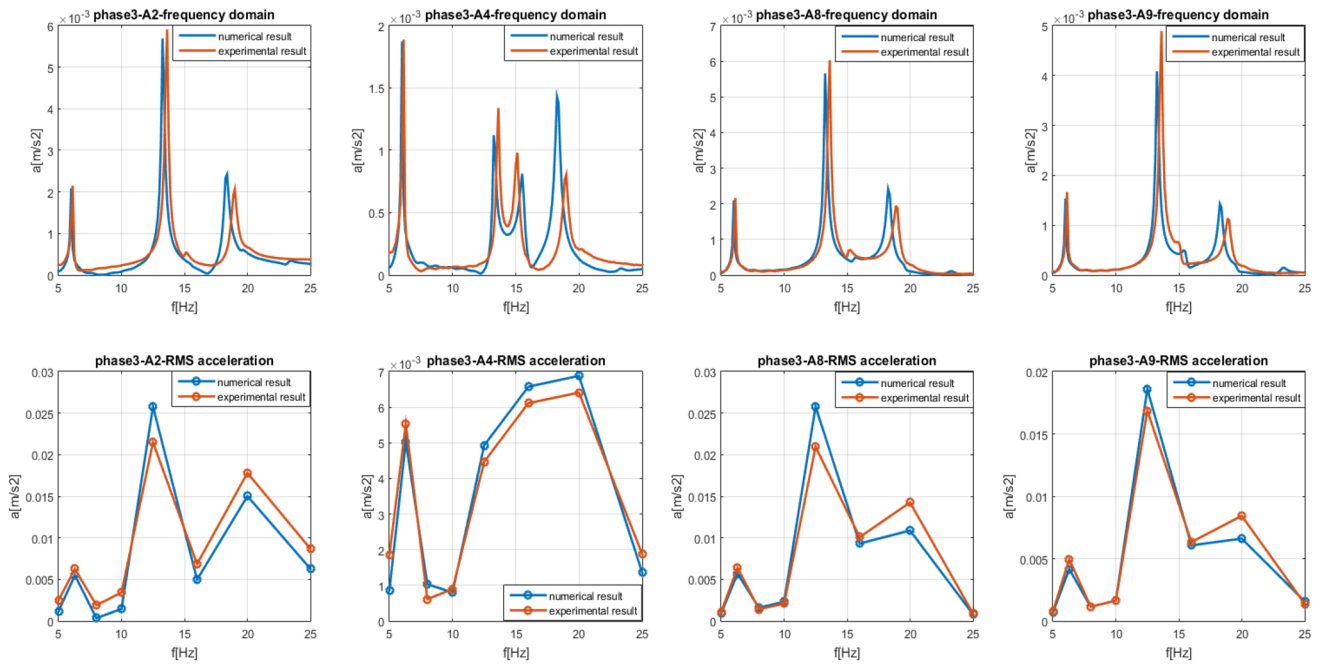 phase3-A2-frequency domain
×10⁻³
6
5
4
3
2
1
0
5 10 15 20 25
a[m/s2]
f[Hz]
numerical result
experimental result
phase3-A4-frequency domain
×10⁻³
2
1.5
1
0.5
0
5 10 15 20 25
a[m/s2]
f[Hz]
numerical result
experimental result
phase3-A8-frequency domain
×10⁻³
7
6
5
4
3
2
1
0
5 10 15 20 25
a[m/s2]
f[Hz]
numerical result
experimental result
phase3-A9-frequency domain
×10⁻³
5
4
3
2
1
0
5 10 15 20 25
a[m/s2]
f[Hz]
numerical result
experimental result
phase3-A2-RMS acceleration
0.03
0.025
0.02
0.015
0.01
0.005
0
5 10 15 20 25
a[m/s2]
f[Hz]
numerical result
experimental result
phase3-A4-RMS acceleration
×10⁻³
7
6
5
4
3
2
1
0
5 10 15 20 25
a[m/s2]
f[Hz]
numerical result
experimental result
phase3-A8-RMS acceleration
0.03
0.025
0.02
0.015
0.01
0.005
0
5 10 15 20 25
a[m/s2]
f[Hz]
numerical result
experimental result
phase3-A9-RMS acceleration
0.02
0.015
0.01
0.005
0
5 10 15 20 25
a[m/s2]
f[Hz]
numerical result
experimental result